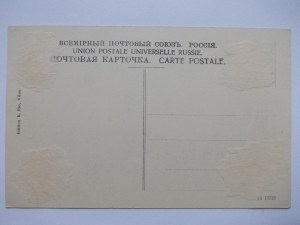 ВСЕМІРНЫЙ ПОЧТОВЫЙ СОЮЗЪ. РОССІЯ.
UNION POSTALE UNIVERSELLE RUSSIE.
ПОЧТОВАЯ КАРТОЧКА. CARTE POSTALE.